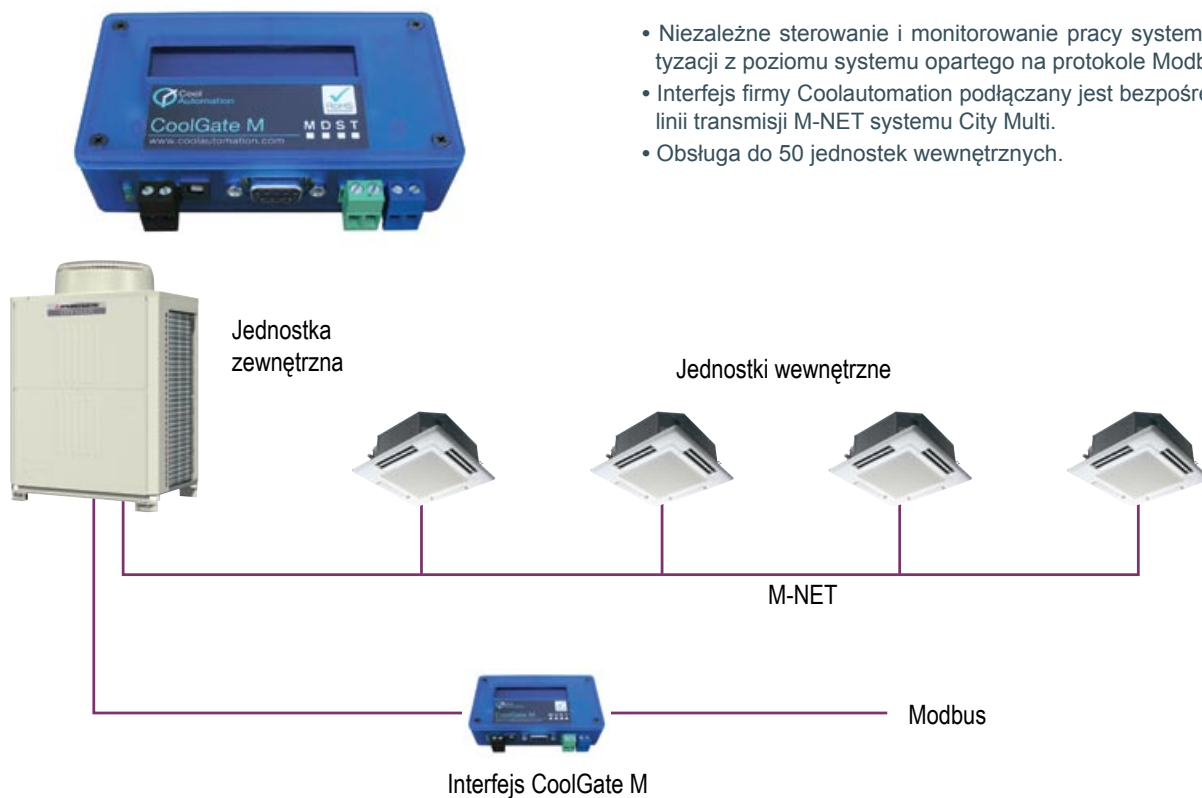 Cool
Automation
RoHS
CoolGate M
M D S T
www.coolautomation.com
• Niezależne sterowanie i monitorowanie pracy system
tyzacji z poziomu systemu opartego na protokole Modb
• Interfejs firmy Coolautomation podłączany jest bezpośre
linii transmisji M-NET systemu City Multi.
• Obsługa do 50 jednostek wewnętrznych.
Jednostka
zewnętrzna
Jednostki wewnętrzne
M-NET
CoolGate M
Modbus
Interfejs CoolGate M